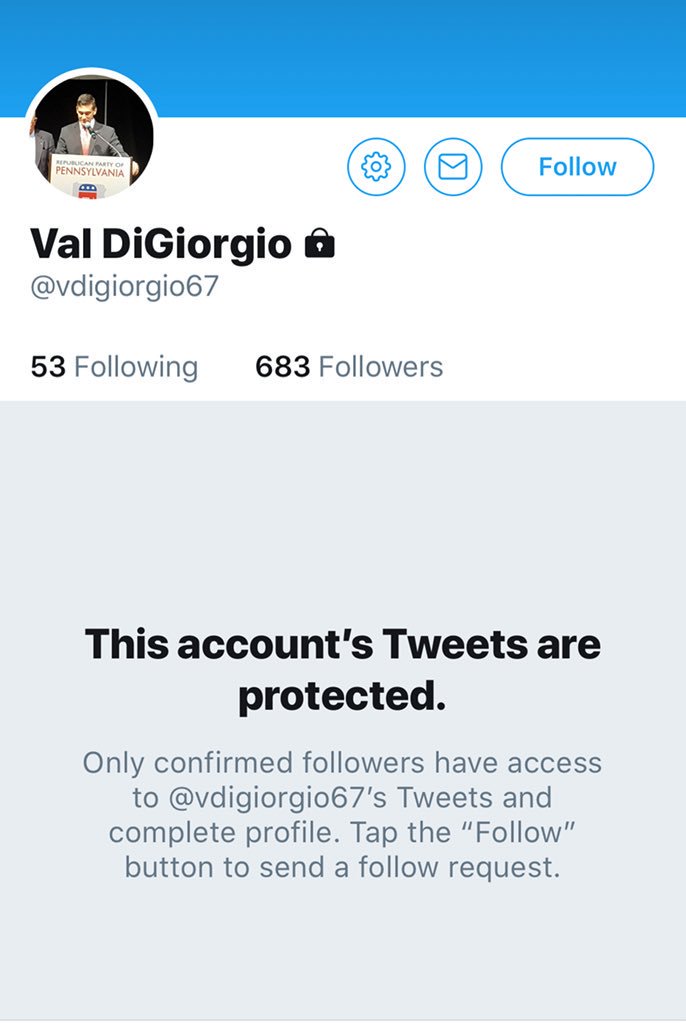 REPUBLICAN PARTY OF
PENNSYLVANIA
Follow
Val DiGiorgio
@vdigiorgio67
53 Following 683 Followers
This account’s Tweets are
protected.
Only confirmed followers have access
to @vdigiorgio67’s Tweets and
complete profile. Tap the “Follow”
button to send a follow request.